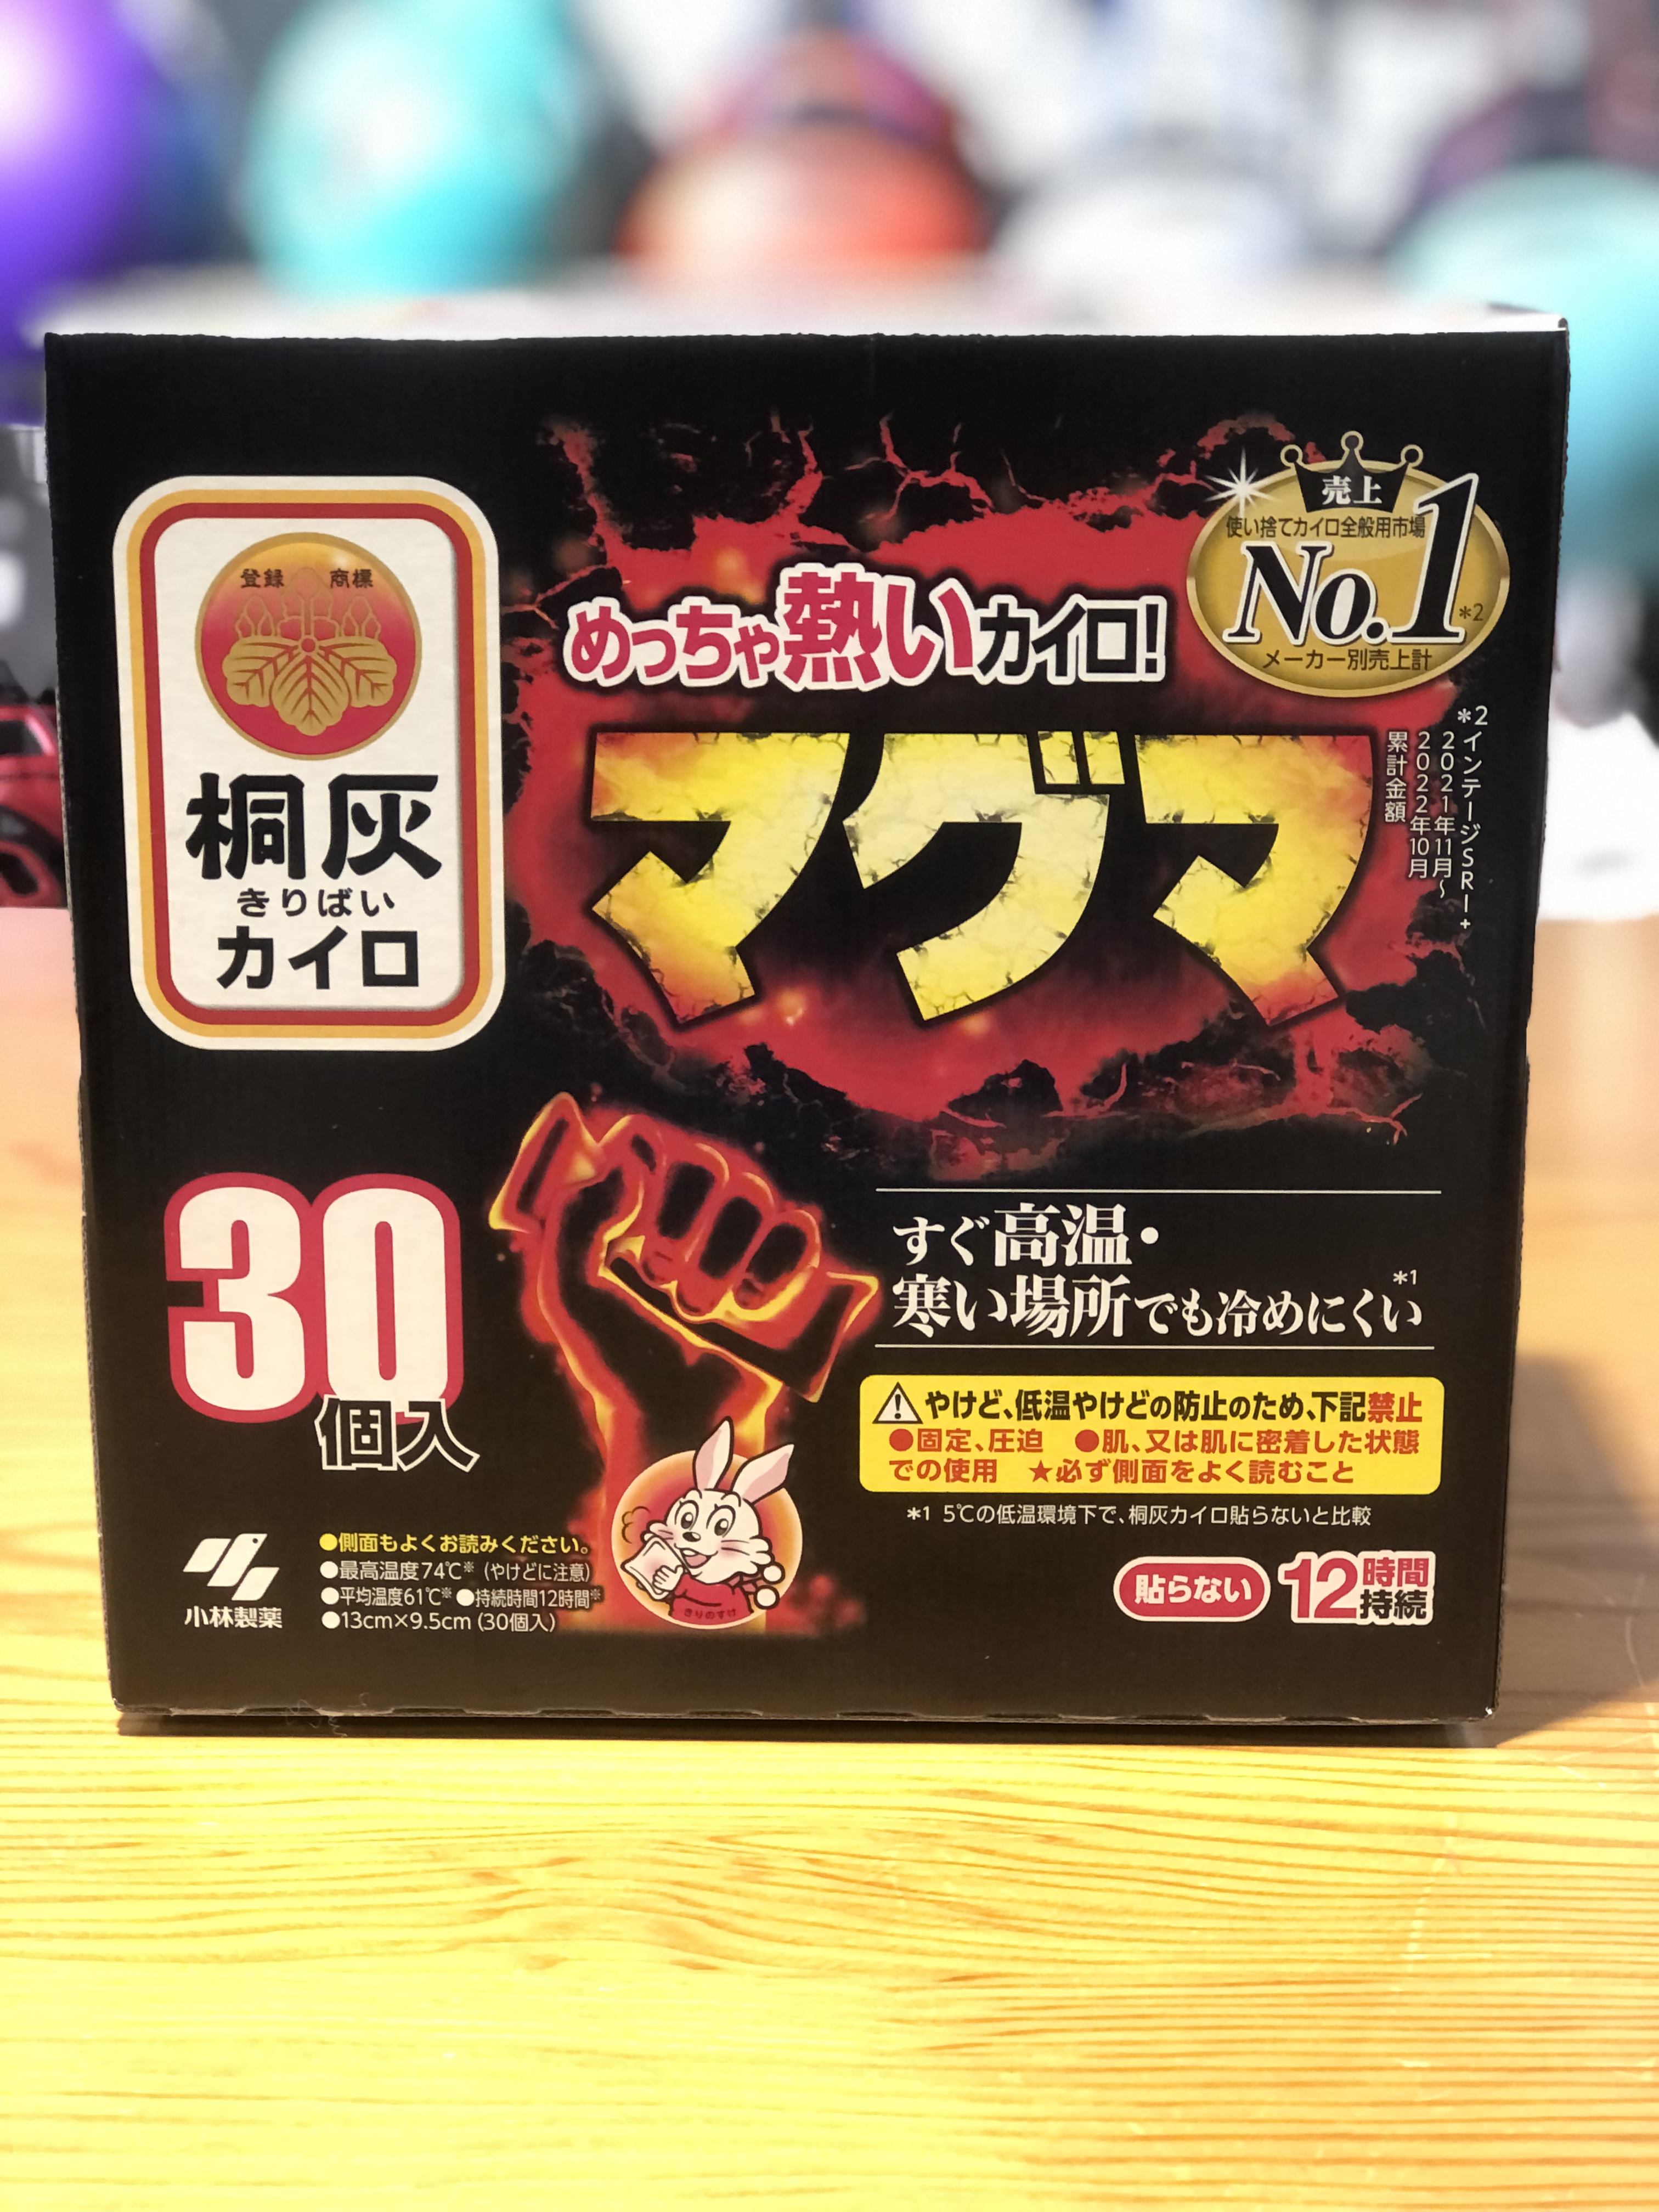 登録 商標
桐灰
きりばい
カイロ
めっちゃ熱いカイロ!
マグマ
売上
使い捨てカイロ全般用市場
No.1*2
メーカー別売上計
*2インテージSRI+
2021年11月〜
2022年10月
累計金額
30
個入
すぐ高温・
寒い場所でも冷めにくい*1
やけど、低温やけどの防止のため、下記禁止
●固定、圧迫 ●肌、又は肌に密着した状態
での使用 ★必ず側面をよく読むこと
*1 5℃の低温環境下で、桐灰カイロ貼らないと比較
小林製薬
●側面もよくお読みください。
●最高温度74℃※(やけどに注意)
●平均温度61℃※ ●持続時間12時間※
●13cm×9.5cm(30個入)
きりのすけ
貼らない
12時間
持続